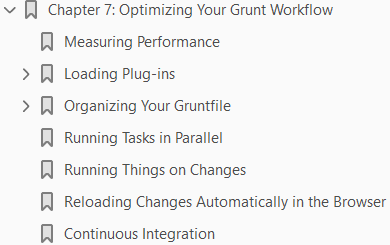 Chapter 7: Optimizing Your Grunt Workflow
Measuring Performance
Loading Plug-ins
Organizing Your Gruntfile
Running Tasks in Parallel
Running Things on Changes
Reloading Changes Automatically in the Browser
Continuous Integration